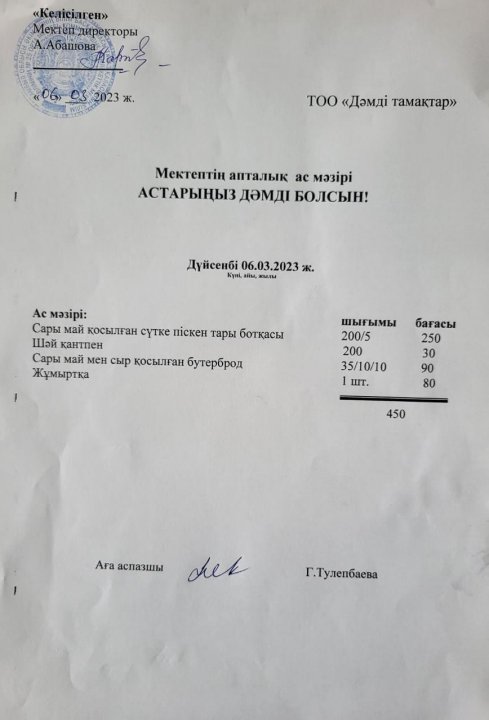 «Келісілген»
Мектеп директоры
А.Абашова
«06» 03 2023 ж.
ТОО «Дәмді тамақтар»
Мектептің апталық ас мәзірі
АСТАРЫҢЫЗ ДӘМДІ БОЛСЫН!
Дүйсенбі 06.03.2023 ж.
Күні, айы, жылы
Ас мәзірі: шығымы бағасы
Сары май қосылған сүтке піскен тары ботқасы 200/5 250
Шәй қантпен 200 30
Сары май мен сыр қосылған бутерброд 35/10/10 90
Жұмыртқа 1 шт. 80
450
Аға аспазшы Г.Тулепбаева